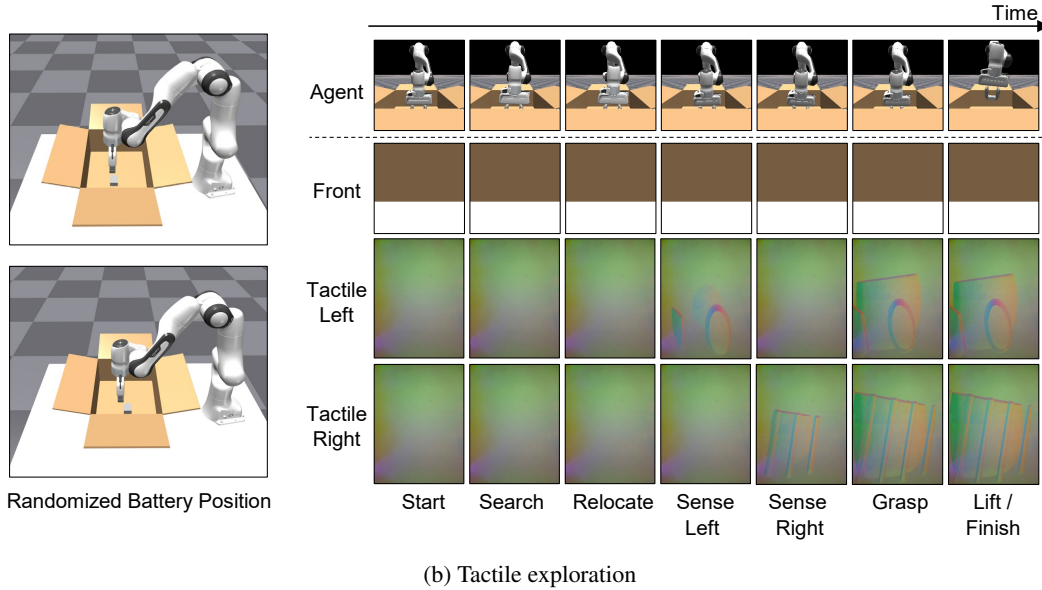 Time
Agent
Front
Tactile
Left
Tactile
Right
Start
Search
Relocate
Sense
Left
Sense
Right
Grasp
Lift /
Finish
Randomized Battery Position
(b) Tactile exploration